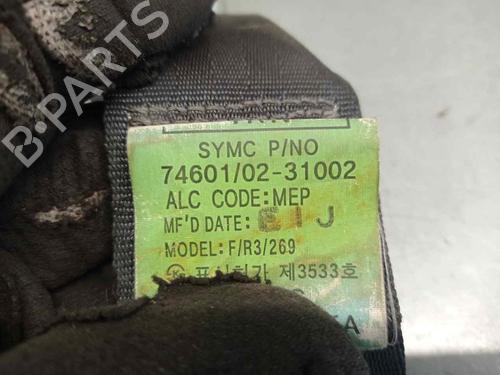 SYMC P/NO
74601/02-31002
ALC CODE:MEP
MF'D DATE: EIJ
MODEL: F/R3/269
제3533호
B-PARTS